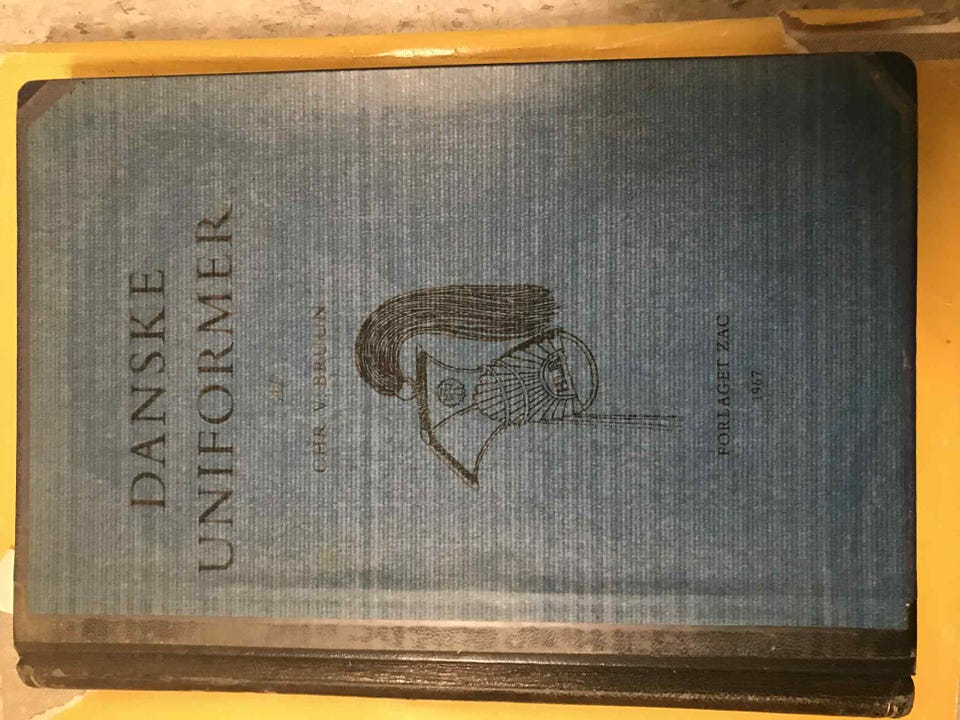 DANSKE
UNIFORMER
af
CHR. V. BRUUN
FORLAGET ZAC
1967